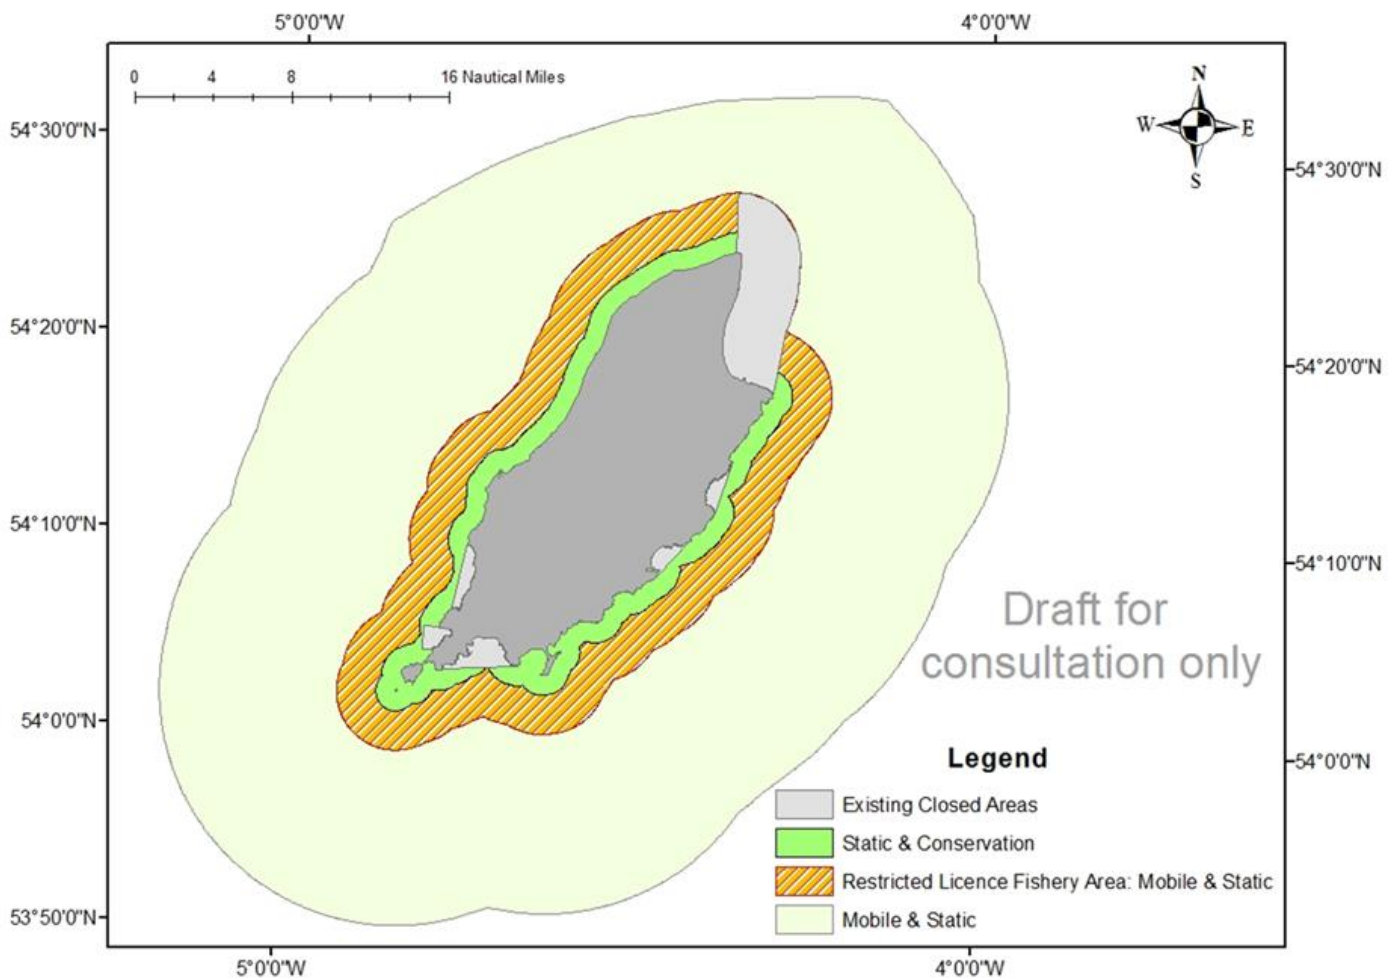 5°0'0"W 4°0'0"W
0 4 8 16 Nautical Miles
N
W E
S
54°30'0"N
54°30'0"N
54°20'0"N
54°20'0"N
54°10'0"N
54°10'0"N
Draft for
consultation only
54°0'0"N
54°0'0"N
Legend
Existing Closed Areas
Static & Conservation
Restricted Licence Fishery Area: Mobile & Static
Mobile & Static
53°50'0"N
5°0'0"W 4°0'0"W